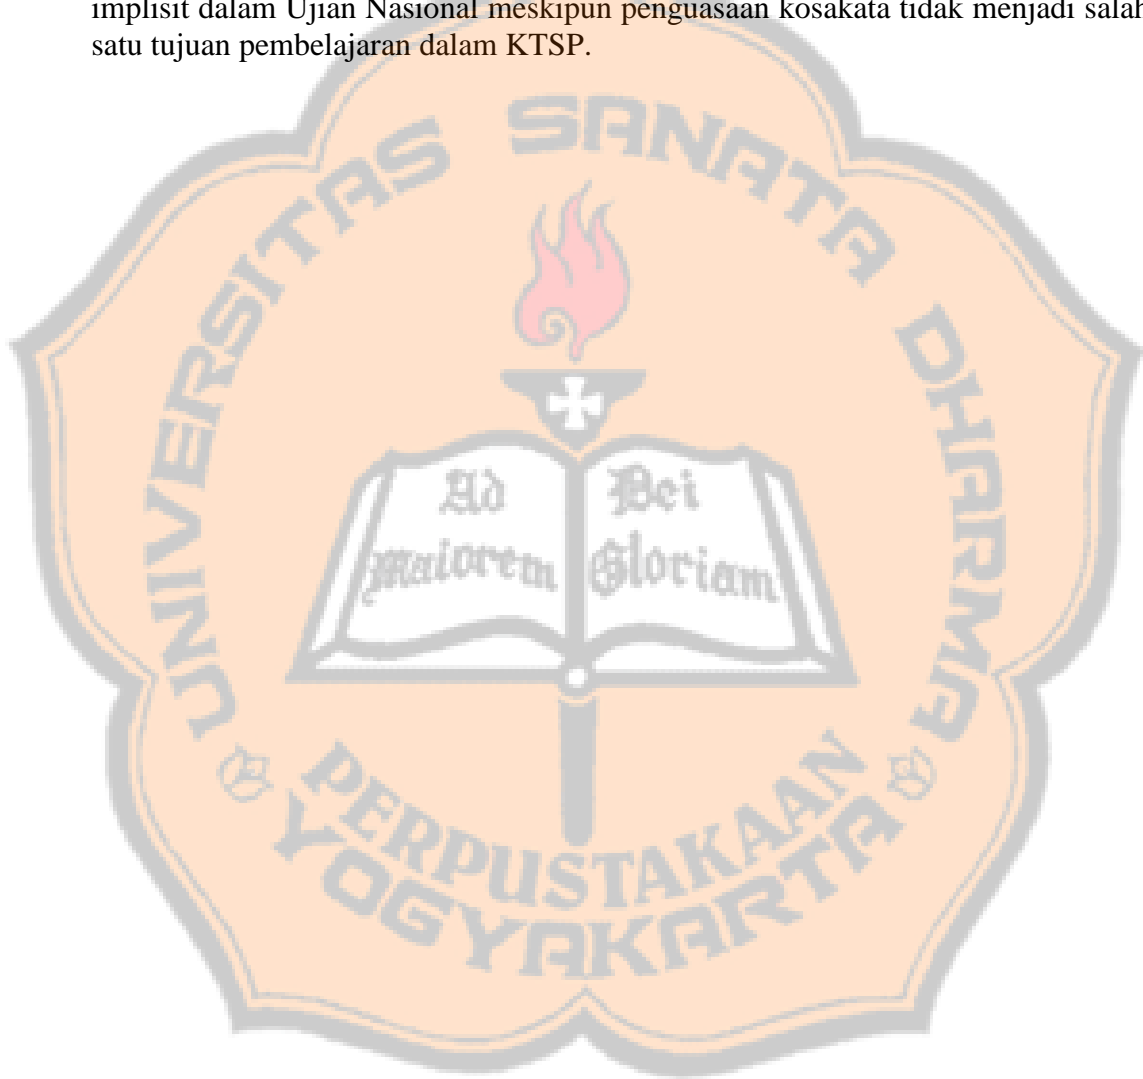 implisit dalam Ujian Nasional meskipun penguasaan kosakata tidak menjadi salah
satu tujuan pembelajaran dalam KTSP.
UNIVERSITAS SANATA DHARMA
Ad
Maiorem
Dei
Gloriam
PERPUSTAKAAN
YOGYAKARTA